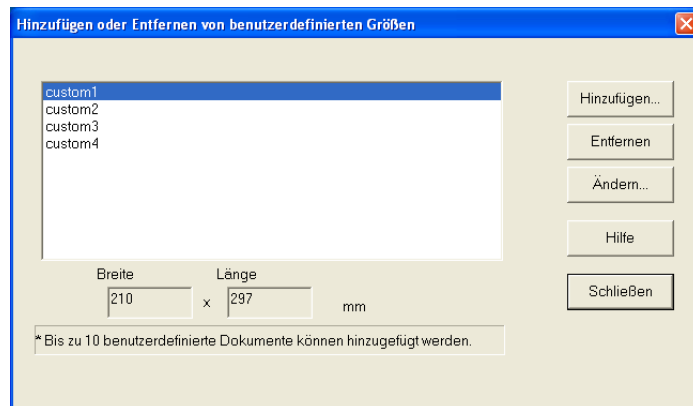 Hinzufügen oder Entfernen von benutzerdefinierten Größen
custom1
custom2
custom3
custom4
Hinzufügen...
Entfernen
Ändern...
Hilfe
Schließen
Breite Länge
210 x 297 mm
* Bis zu 10 benutzerdefinierte Dokumente können hinzugefügt werden.